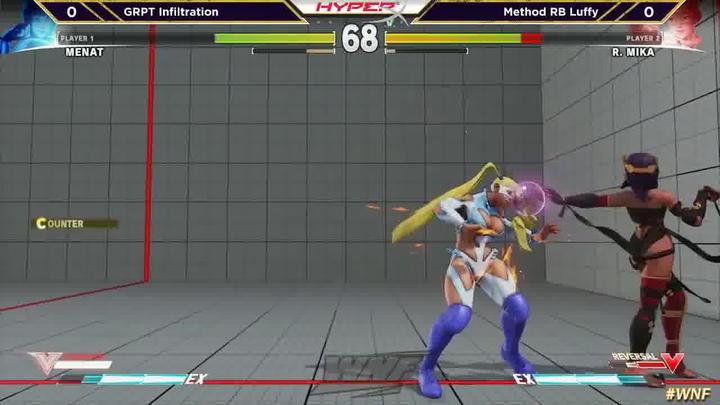 0 GRPT Infiltration HYPER Method RB Luffy 0
PLAYER 1 68 PLAYER 2
MENAT R. MIKA
COUNTER
WNF
REVERSAL
EX EX
#WNF